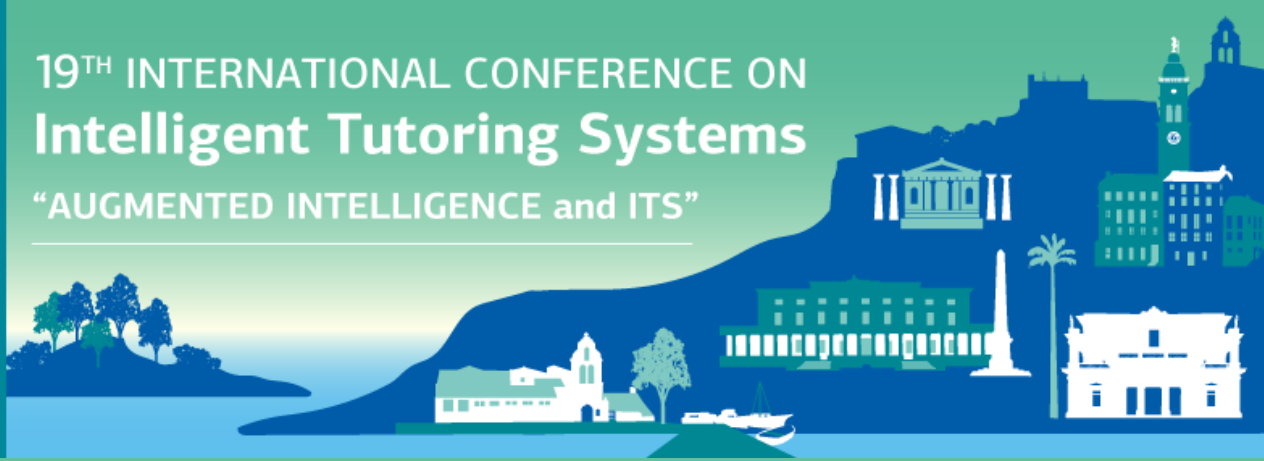 19TH INTERNATIONAL CONFERENCE ON
Intelligent Tutoring Systems
“AUGMENTED INTELLIGENCE and ITS”